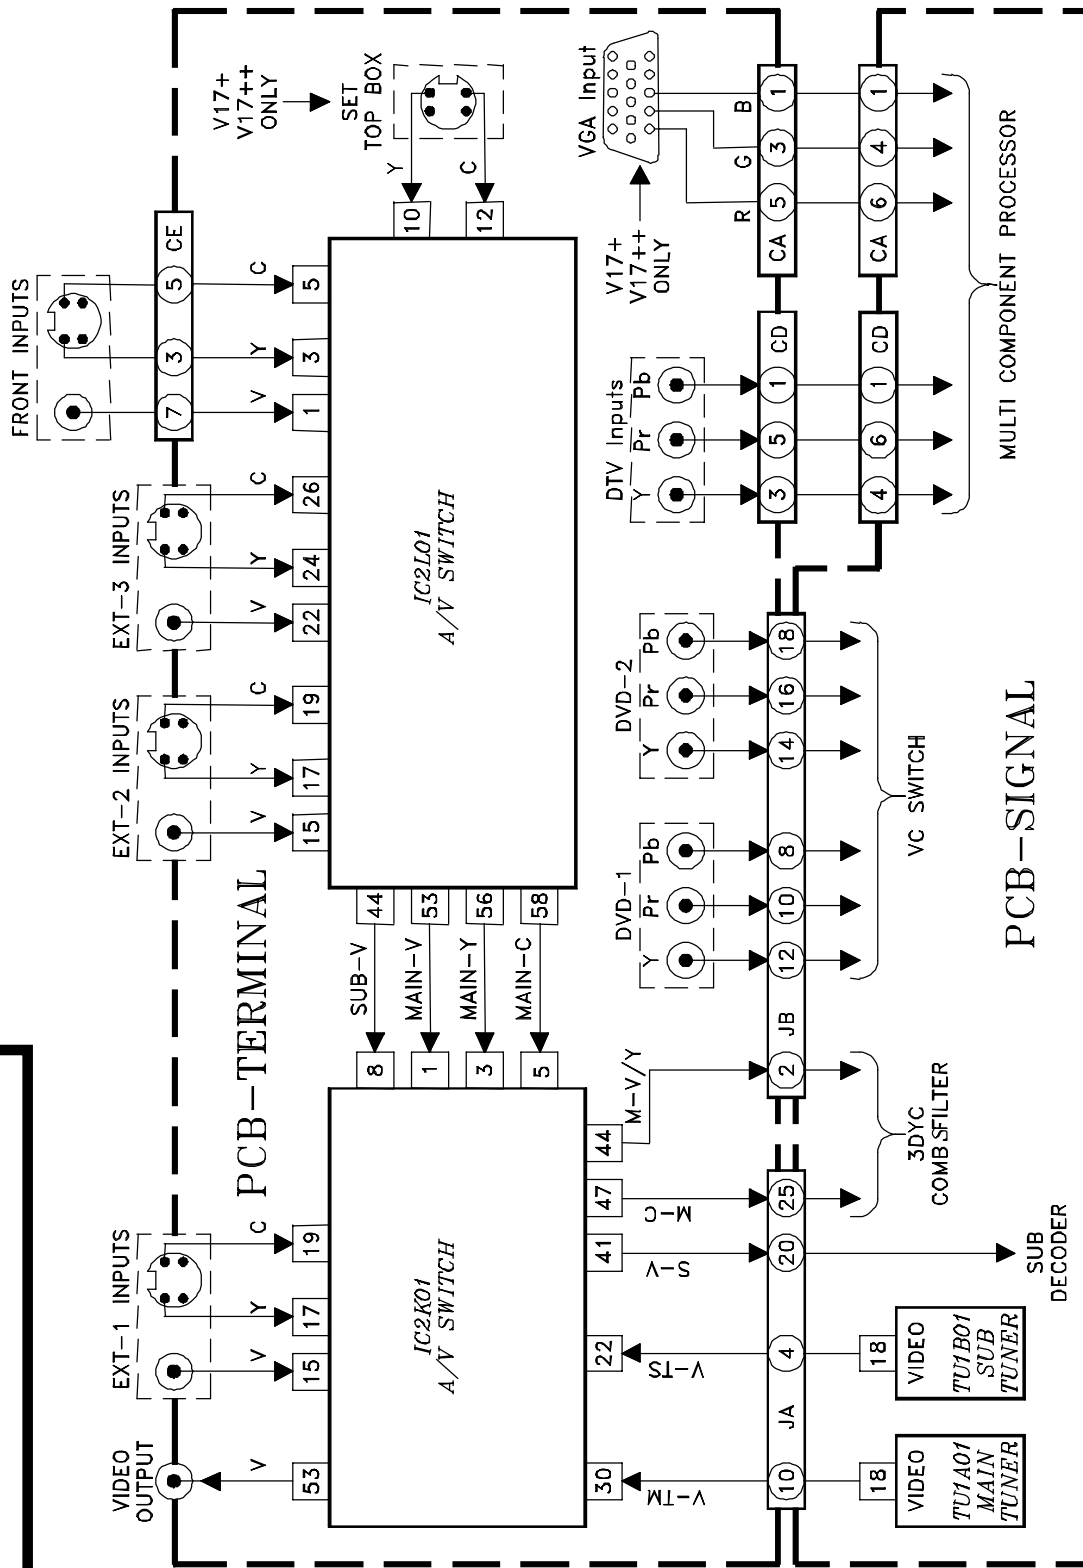 FRONT INPUTS
7
3
5
CE
V
Y
C
1
3
5
EXT-3 INPUTS
V
Y
C
22
24
26
EXT-2 INPUTS
V
Y
C
15
17
19
EXT-1 INPUTS
V
Y
C
15
17
19
VIDEO
OUTPUT
V
53
PCB-TERMINAL
V17+
V17++
ONLY
SET
TOP BOX
Y
C
10
12
IC2L01
A/V SWITCH
44
53
56
58
SUB-V
MAIN-V
MAIN-Y
MAIN-C
8
1
3
5
IC2K01
A/V SWITCH
30
22
41
47
44
V-TM
V-TS
S-V
M-C
M-V/Y
VGA Input
V17+
V17++
ONLY
R
G
B
CA
5
3
1
CA
6
4
1
DTV Inputs
Y
Pr
Pb
3
5
1
CD
4
6
1
CD
MULTI COMPONENT PROCESSOR
DVD-2
Y
Pr
Pb
14
16
18
DVD-1
Y
Pr
Pb
12
10
8
JB
2
VC SWITCH
3DYC
COMBSFILTER
10
JA
4
20
25
SUB
DECODER
18
VIDEO
TU1B01
SUB
TUNER
18
VIDEO
TU1A01
MAIN
TUNER
PCB-SIGNAL